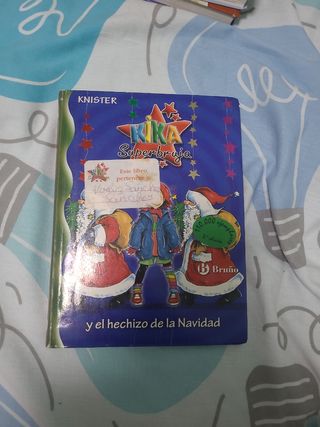 KNISTER
KIKA
Superbruja
Este libro
pertenece a:
Bruño
y el hechizo de la Navidad